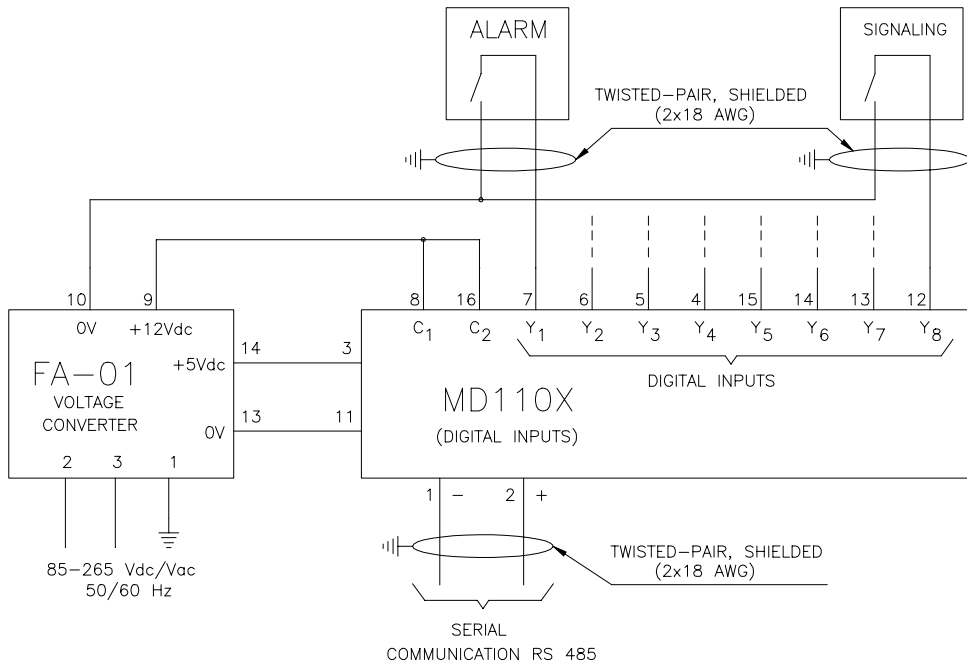 ALARM
SIGNALING
TWISTED-PAIR, SHIELDED
(2x18 AWG)
10
9
8
16
7
6
5
4
15
14
13
12
0V
+12Vdc
C1
C2
Y1
Y2
Y3
Y4
Y5
Y6
Y7
Y8
+5Vdc
14
3
FA-01
VOLTAGE
CONVERTER
DIGITAL INPUTS
MD110X
(DIGITAL INPUTS)
0V
13
11
2
3
1
1
-
2
+
85-265 Vdc/Vac
50/60 Hz
TWISTED-PAIR, SHIELDED
(2x18 AWG)
SERIAL
COMMUNICATION RS 485